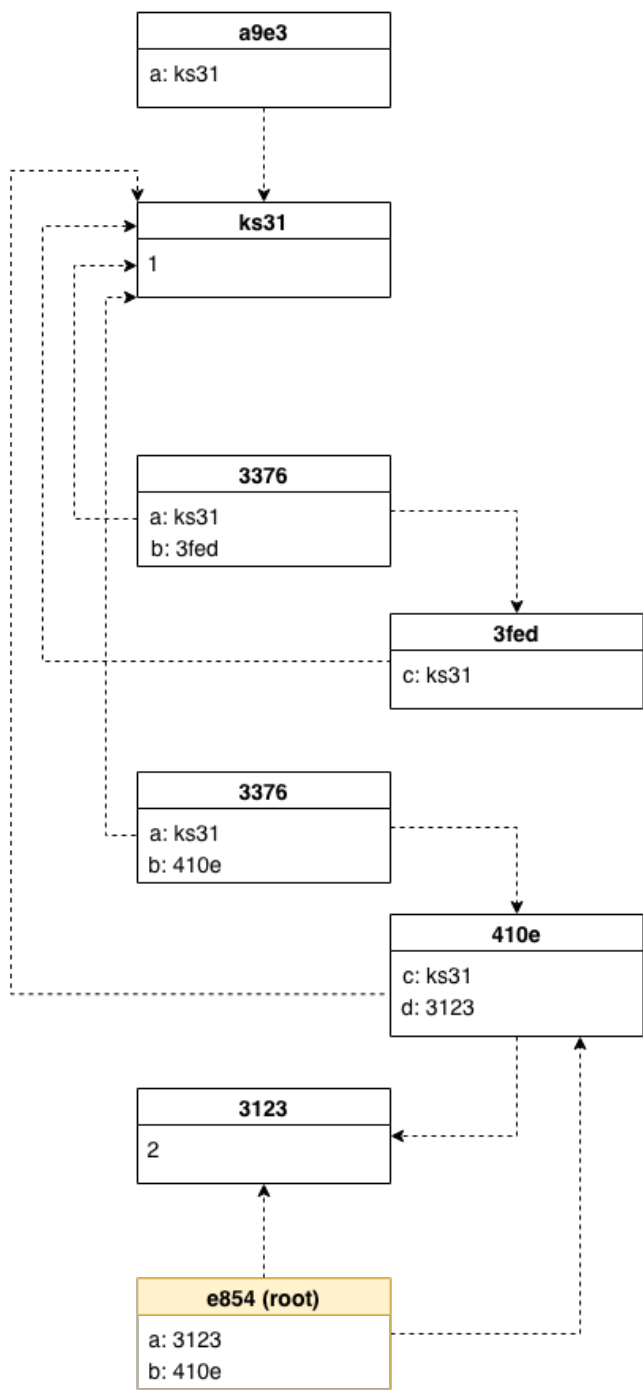 a9e3
a: ks31
ks31
1
3376
a: ks31
b: 3fed
3fed
c: ks31
3376
a: ks31
b: 410e
410e
c: ks31
d: 3123
3123
2
e854 (root)
a: 3123
b: 410e